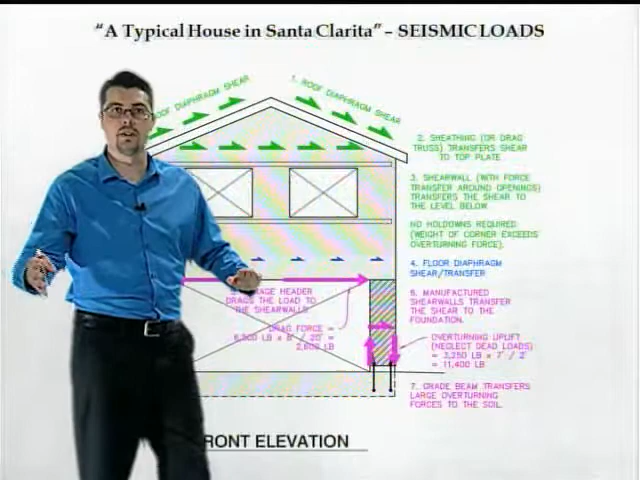 "A Typical House in Santa Clarita" – SEISMIC LOADS
ROOF DIAPHRAGM SHEAR
1. ROOF DIAPHRAGM SHEAR
2. SHEATHING (OR DRAG
TRUSS) TRANSFERS SHEAR
TO TOP PLATE
3. SHEARWALL (WITH FORCE
TRANSFER AROUND OPENINGS)
TRANSFERS THE SHEAR TO
THE LEVEL BELOW.
NO HOLDOWNS REQUIRED
(WEIGHT OF CORNER EXCEEDS
OVERTURNING FORCE).
4. FLOOR DIAPHRAGM
SHEAR/TRANSFER
HEADER
DRAGS THE LOAD TO
THE SHEARWALLS
DRAG FORCE =
6,500 LB x 8' / 20' =
2,600 LB
6. MANUFACTURED
SHEARWALLS TRANSFER
THE SHEAR TO THE
FOUNDATION.
OVERTURNING UPLIFT
(NEGLECT DEAD LOADS)
= 3,250 LB x 7' / 2'
= 11,400 LB
7. GRADE BEAM TRANSFERS
LARGE OVERTURNING
FORCES TO THE SOIL.
RONT ELEVATION